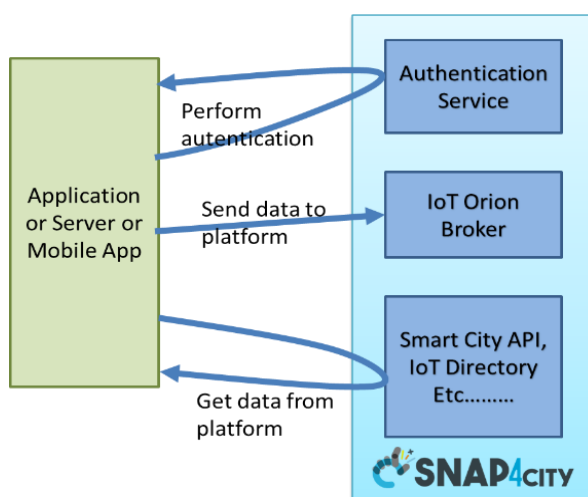 Authentication
Service
Perform
autentication
Application
or Server or
Mobile App
Send data to
platform
IoT Orion
Broker
Smart City API,
IoT Directory
Etc………
Get data from
platform
SNAP4CITY